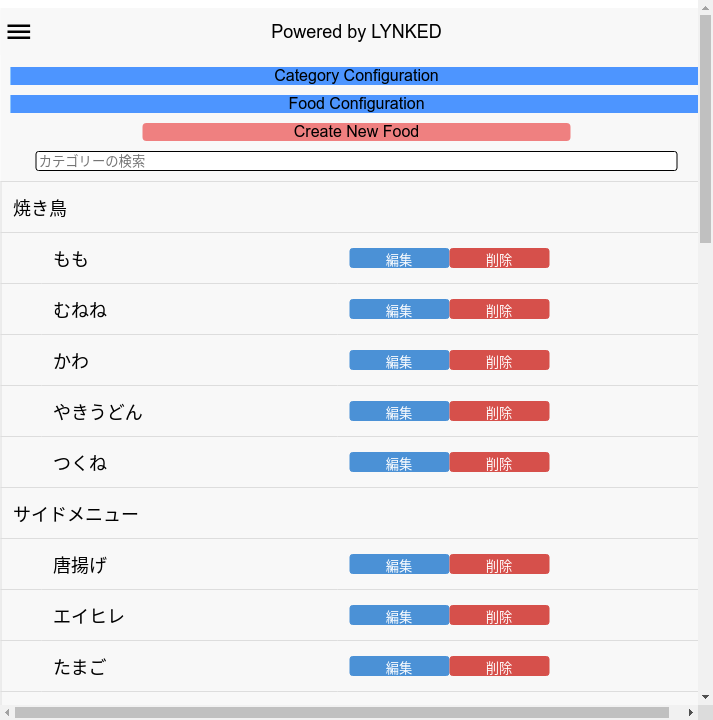 Powered by LYNKED
Category Configuration
Food Configuration
Create New Food
カテゴリーの検索
焼き鳥
もも 編集 削除
むねね 編集 削除
かわ 編集 削除
やきうどん 編集 削除
つくね 編集 削除
サイドメニュー
唐揚げ 編集 削除
エイヒレ 編集 削除
たまご 編集 削除